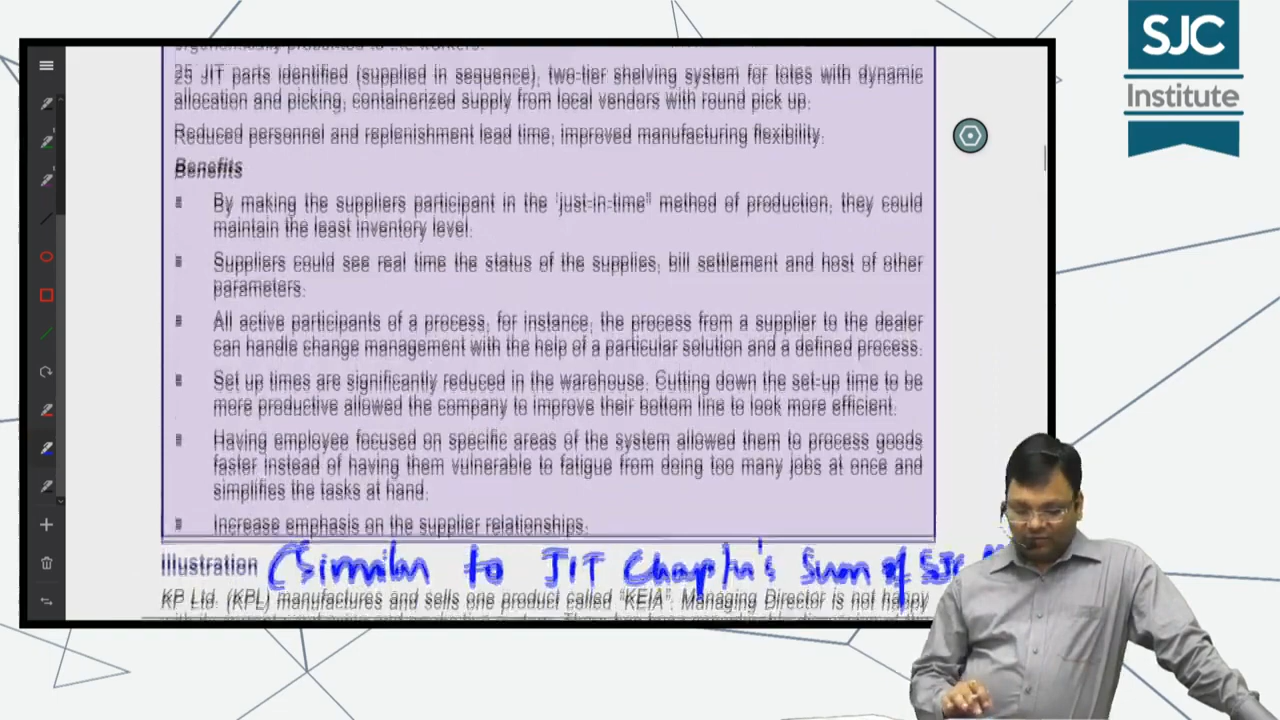 SJC
Institute
25 JIT parts identified (supplied in sequence), two-tier shelving system for totes with dynamic
allocation and picking, containerized supply from local vendors with round pick up.
Reduced personnel and replenishment lead time, improved manufacturing flexibility.
Benefits
By making the suppliers participant in the 'just-in-time" method of production, they could
maintain the least inventory level.
Suppliers could see real time the status of the supplies, bill settlement and host of other
parameters.
All active participants of a process, for instance, the process from a supplier to the dealer
can handle change management with the help of a particular solution and a defined process.
Set up times are significantly reduced in the warehouse. Cutting down the set-up time to be
more productive allowed the company to improve their bottom line to look more efficient.
Having employee focused on specific areas of the system allowed them to process goods
faster instead of having them vulnerable to fatigue from doing too many jobs at once and
simplifies the tasks at hand.
Increase emphasis on the supplier relationships.
Illustration (Similar to JIT Chapter's Sum of SJC
KP Ltd. (KPL) manufactures and sells one product called "KEIA". Managing Director is not happy